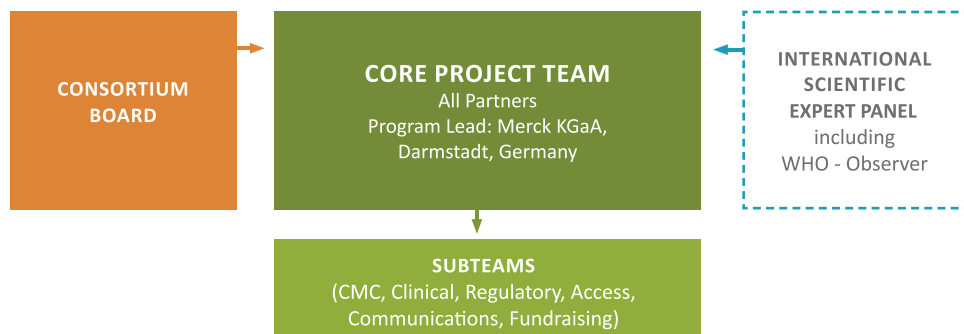 CONSORTIUM
BOARD
CORE PROJECT TEAM
All Partners
Program Lead: Merck KGaA,
Darmstadt, Germany
INTERNATIONAL
SCIENTIFIC
EXPERT PANEL
including
WHO - Observer
SUBTEAMS
(CMC, Clinical, Regulatory, Access,
Communications, Fundraising)